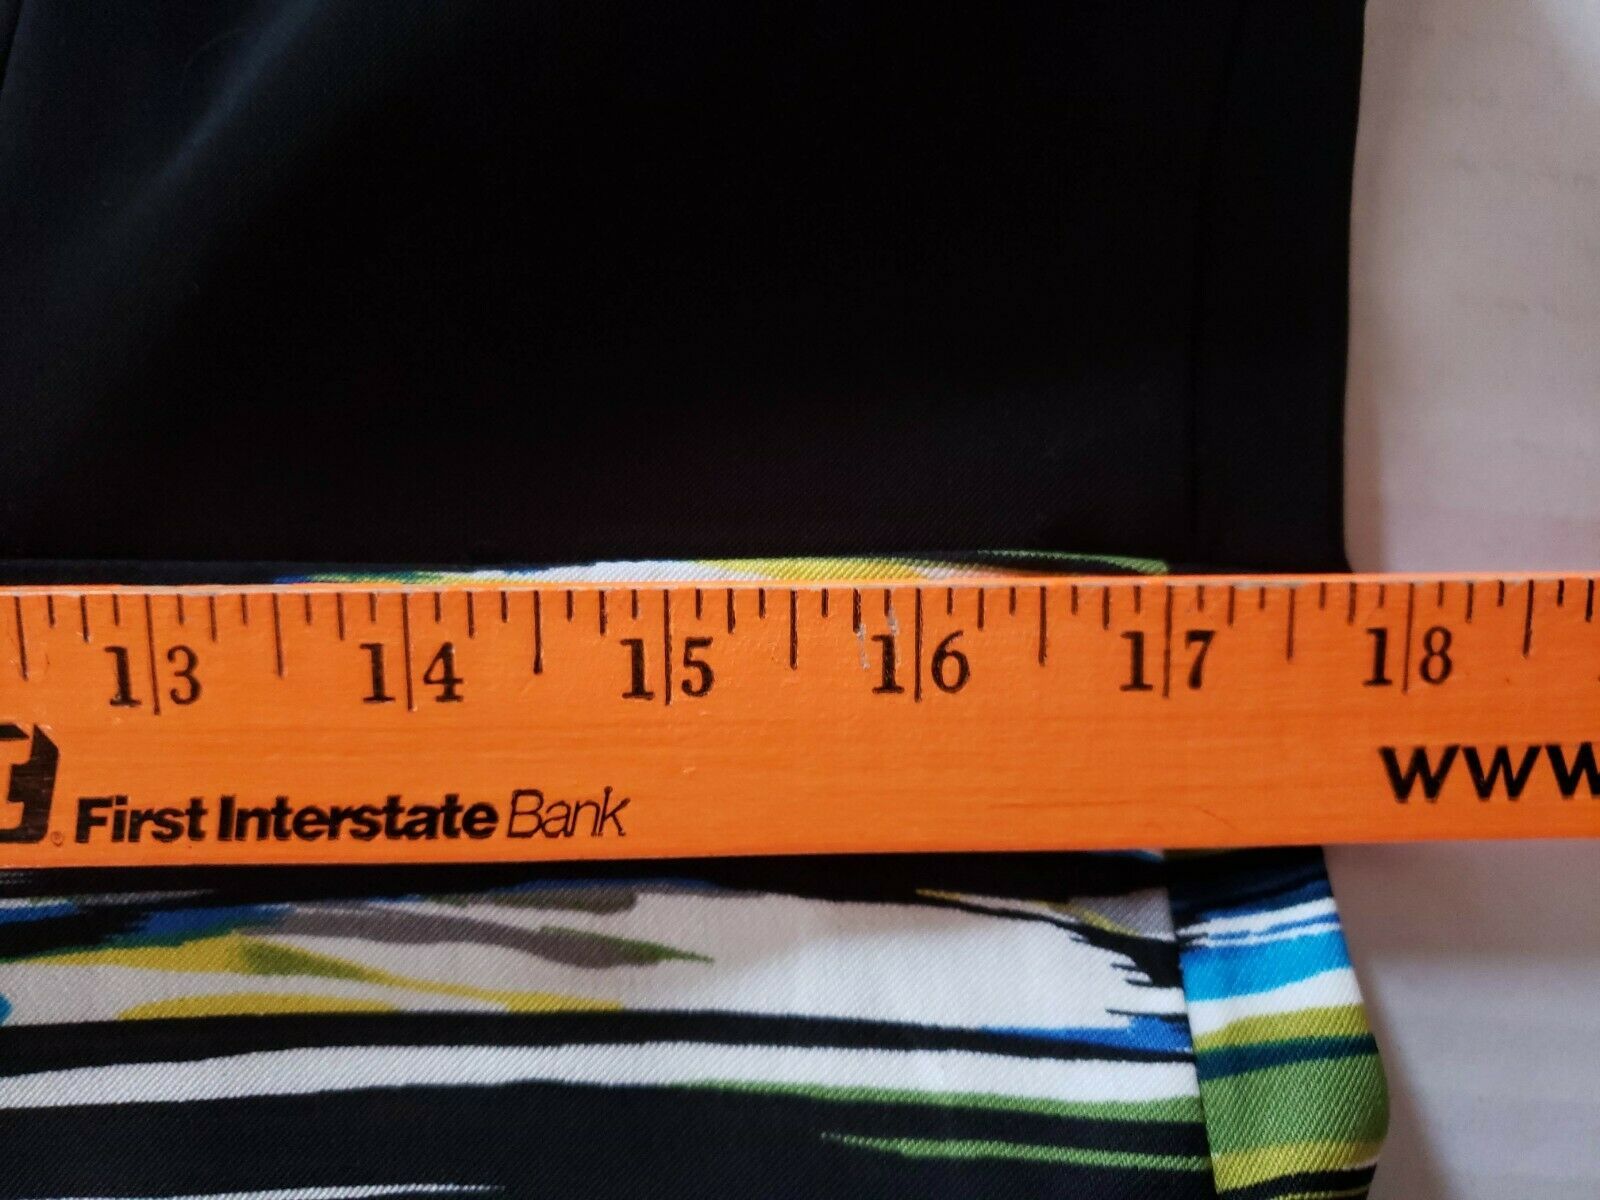 13 14 15 16 17 18
www
® First Interstate Bank